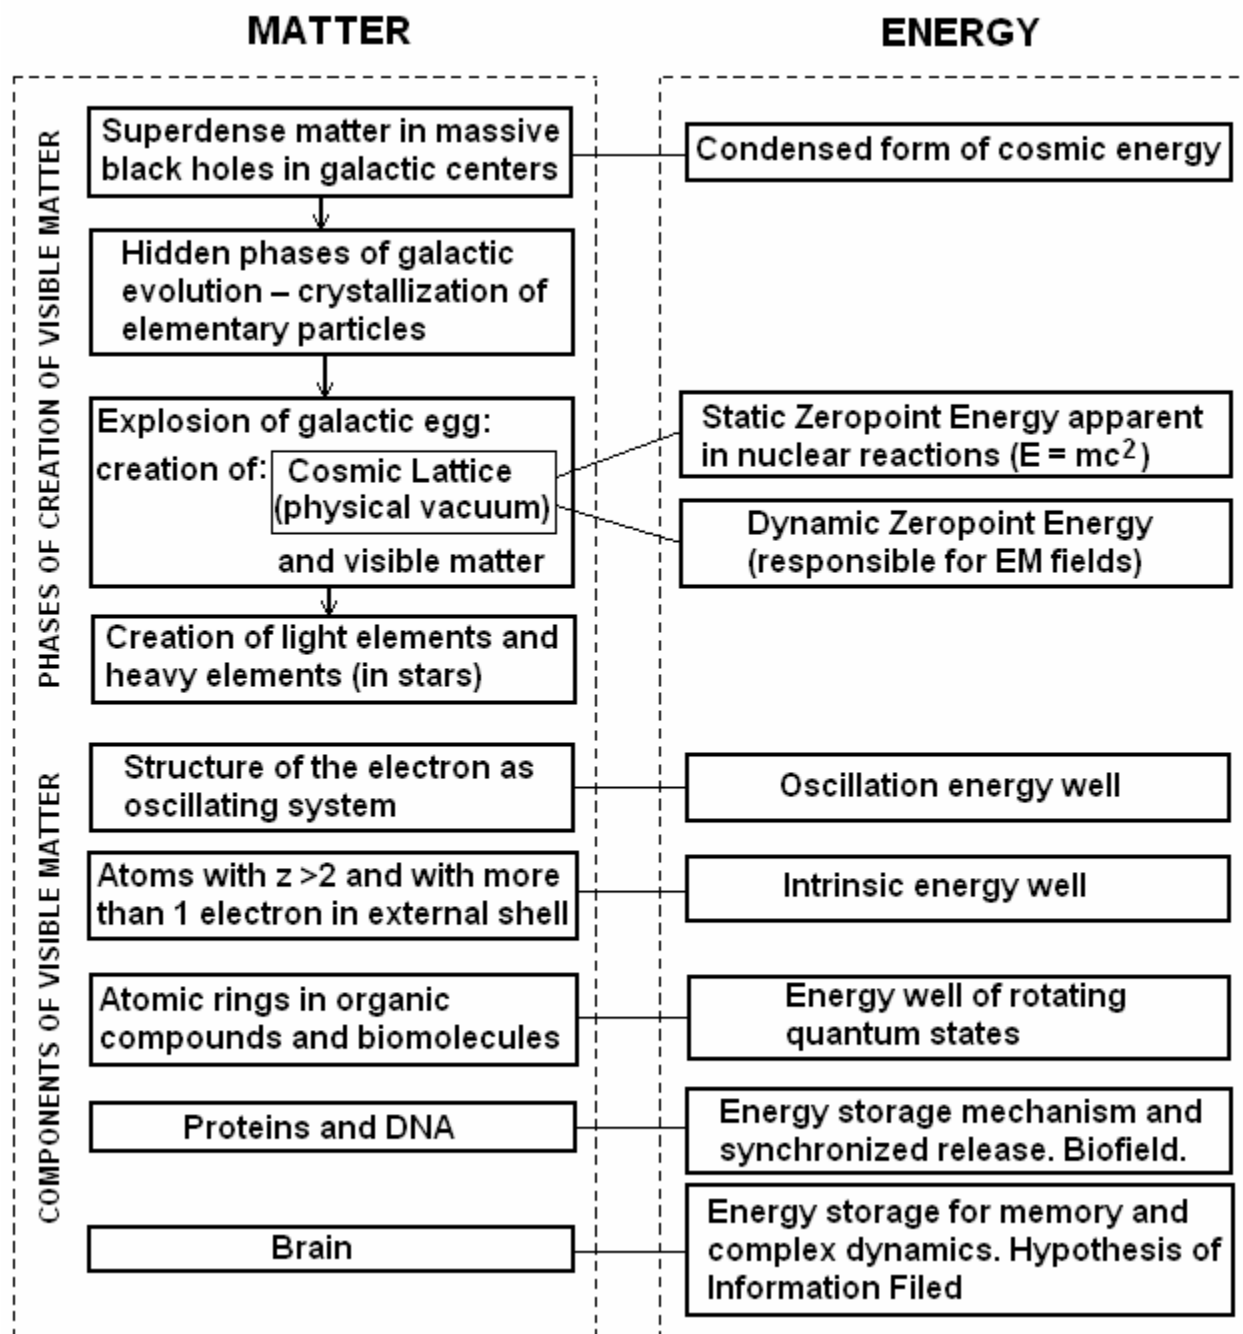 MATTER
ENERGY
PHASES OF CREATION OF VISIBLE MATTER
Superdense matter in massive
black holes in galactic centers
Condensed form of cosmic energy
Hidden phases of galactic
evolution – crystallization of
elementary particles
Explosion of galactic egg:
creation of:
Cosmic Lattice
(physical vacuum)
and visible matter
Static Zeropoint Energy apparent
in nuclear reactions (E = mc²)
Dynamic Zeropoint Energy
(responsible for EM fields)
Creation of light elements and
heavy elements (in stars)
COMPONENTS OF VISIBLE MATTER
Structure of the electron as
oscillating system
Oscillation energy well
Atoms with z >2 and with more
than 1 electron in external shell
Intrinsic energy well
Atomic rings in organic
compounds and biomolecules
Energy well of rotating
quantum states
Proteins and DNA
Energy storage mechanism and
synchronized release. Biofield.
Brain
Energy storage for memory and
complex dynamics. Hypothesis of
Information Filed